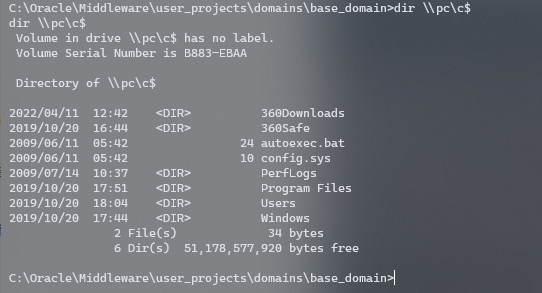 C:\Oracle\Middleware\user_projects\domains\base_domain>dir \\pc\c$
dir \\pc\c$
 Volume in drive \\pc\c$ has no label.
 Volume Serial Number is B883-EBAA

 Directory of \\pc\c$

2022/04/11  12:42    <DIR>          360Downloads
2019/10/20  16:44    <DIR>          360Safe
2009/06/11  05:42                24 autoexec.bat
2009/06/11  05:42                10 config.sys
2009/07/14  10:37    <DIR>          PerfLogs
2019/10/20  17:51    <DIR>          Program Files
2019/10/20  18:04    <DIR>          Users
2019/10/20  17:44    <DIR>          Windows
               2 File(s)             34 bytes
               6 Dir(s)  51,178,577,920 bytes free

C:\Oracle\Middleware\user_projects\domains\base_domain>